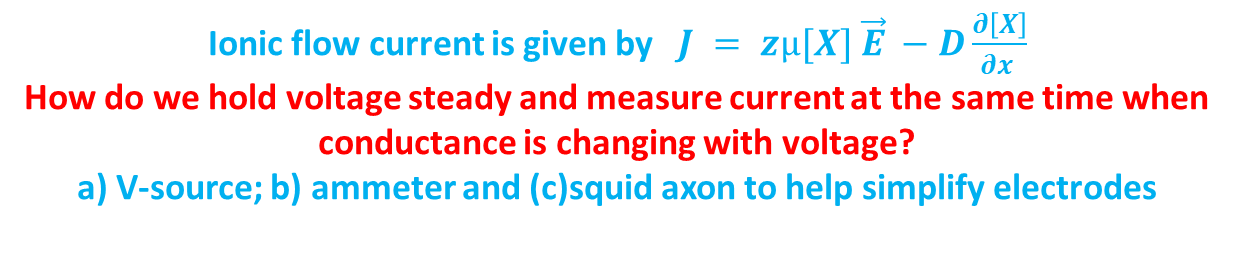 Ionic flow current is given by J = zµ[X] E⃗ − D ∂[X]/∂x
How do we hold voltage steady and measure current at the same time when
conductance is changing with voltage?
a) V-source; b) ammeter and (c)squid axon to help simplify electrodes